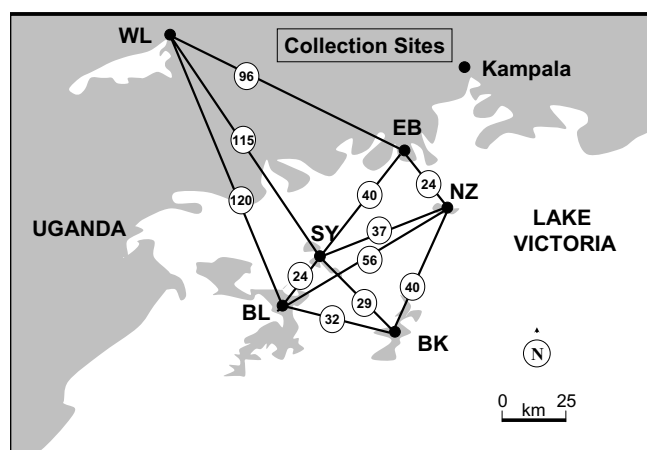 WL
Collection Sites
Kampala
96
EB
115
24
40
NZ
120
37
UGANDA
SY
LAKE
VICTORIA
56
24
40
29
BL
32
BK
N
0 25
km